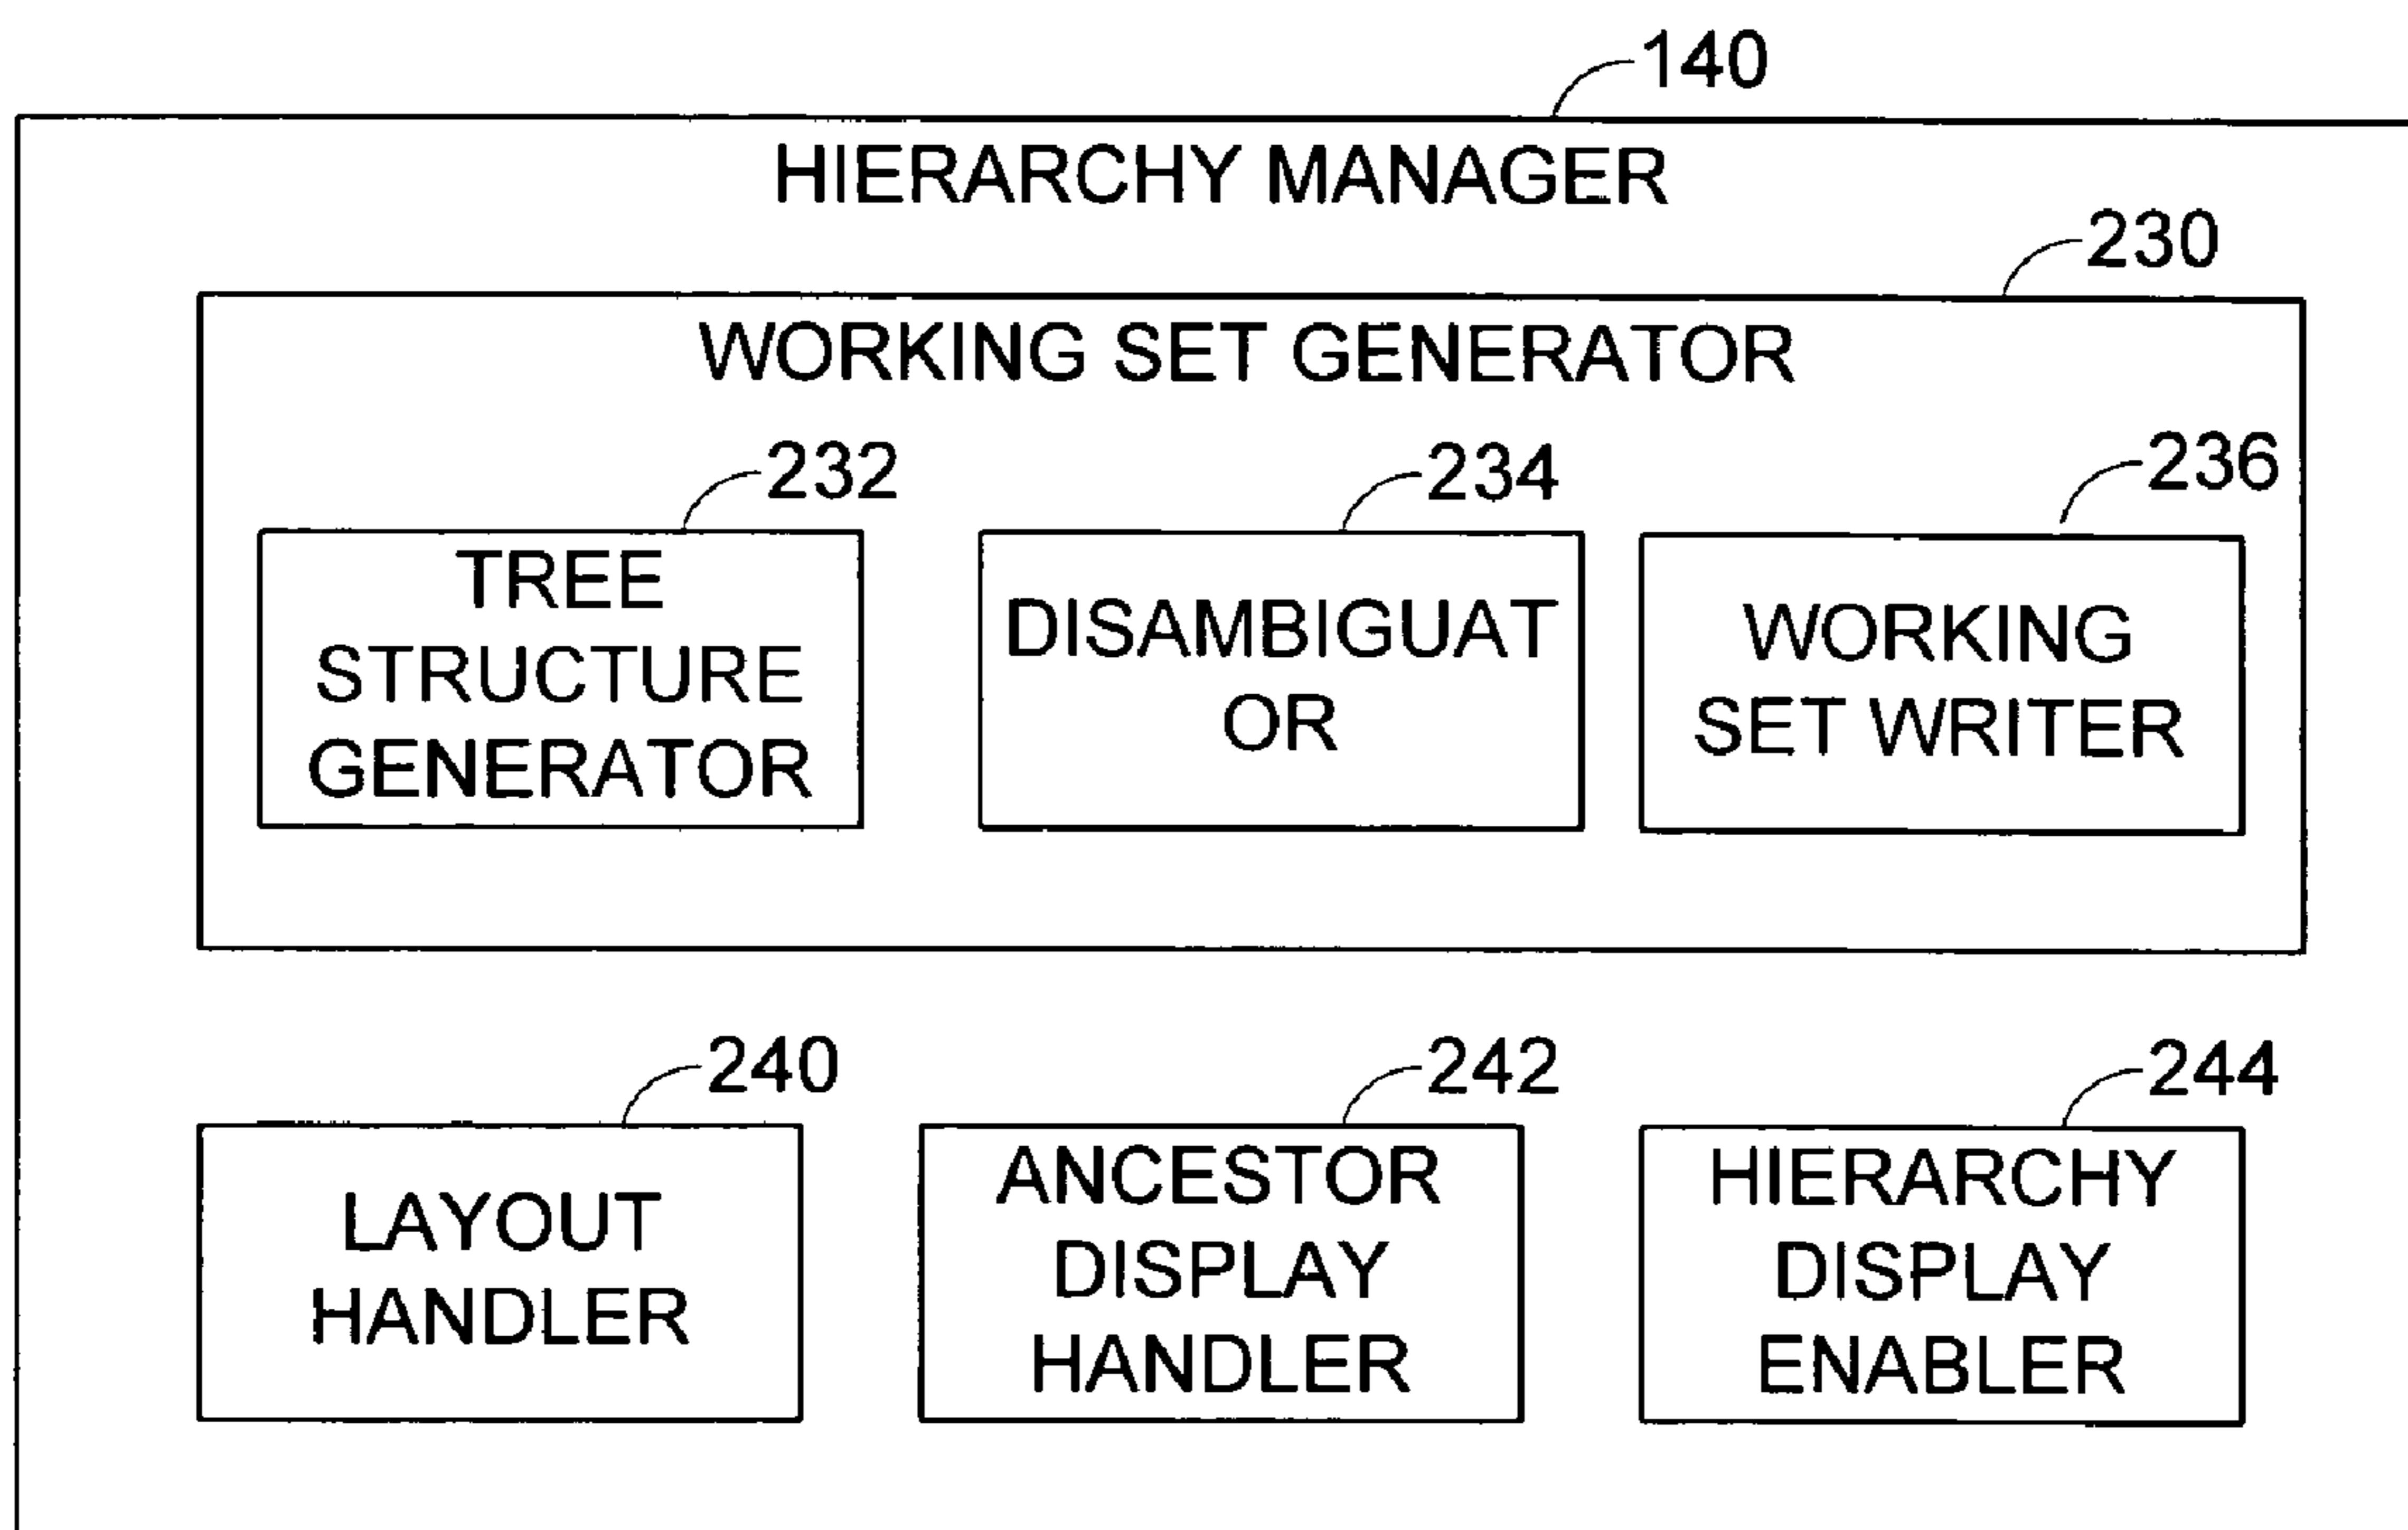 140
HIERARCHY MANAGER
230
WORKING SET GENERATOR
232
TREE
STRUCTURE
GENERATOR
234
DISAMBIGUAT
OR
236
WORKING
SET WRITER
240
LAYOUT
HANDLER
242
ANCESTOR
DISPLAY
HANDLER
244
HIERARCHY
DISPLAY
ENABLER